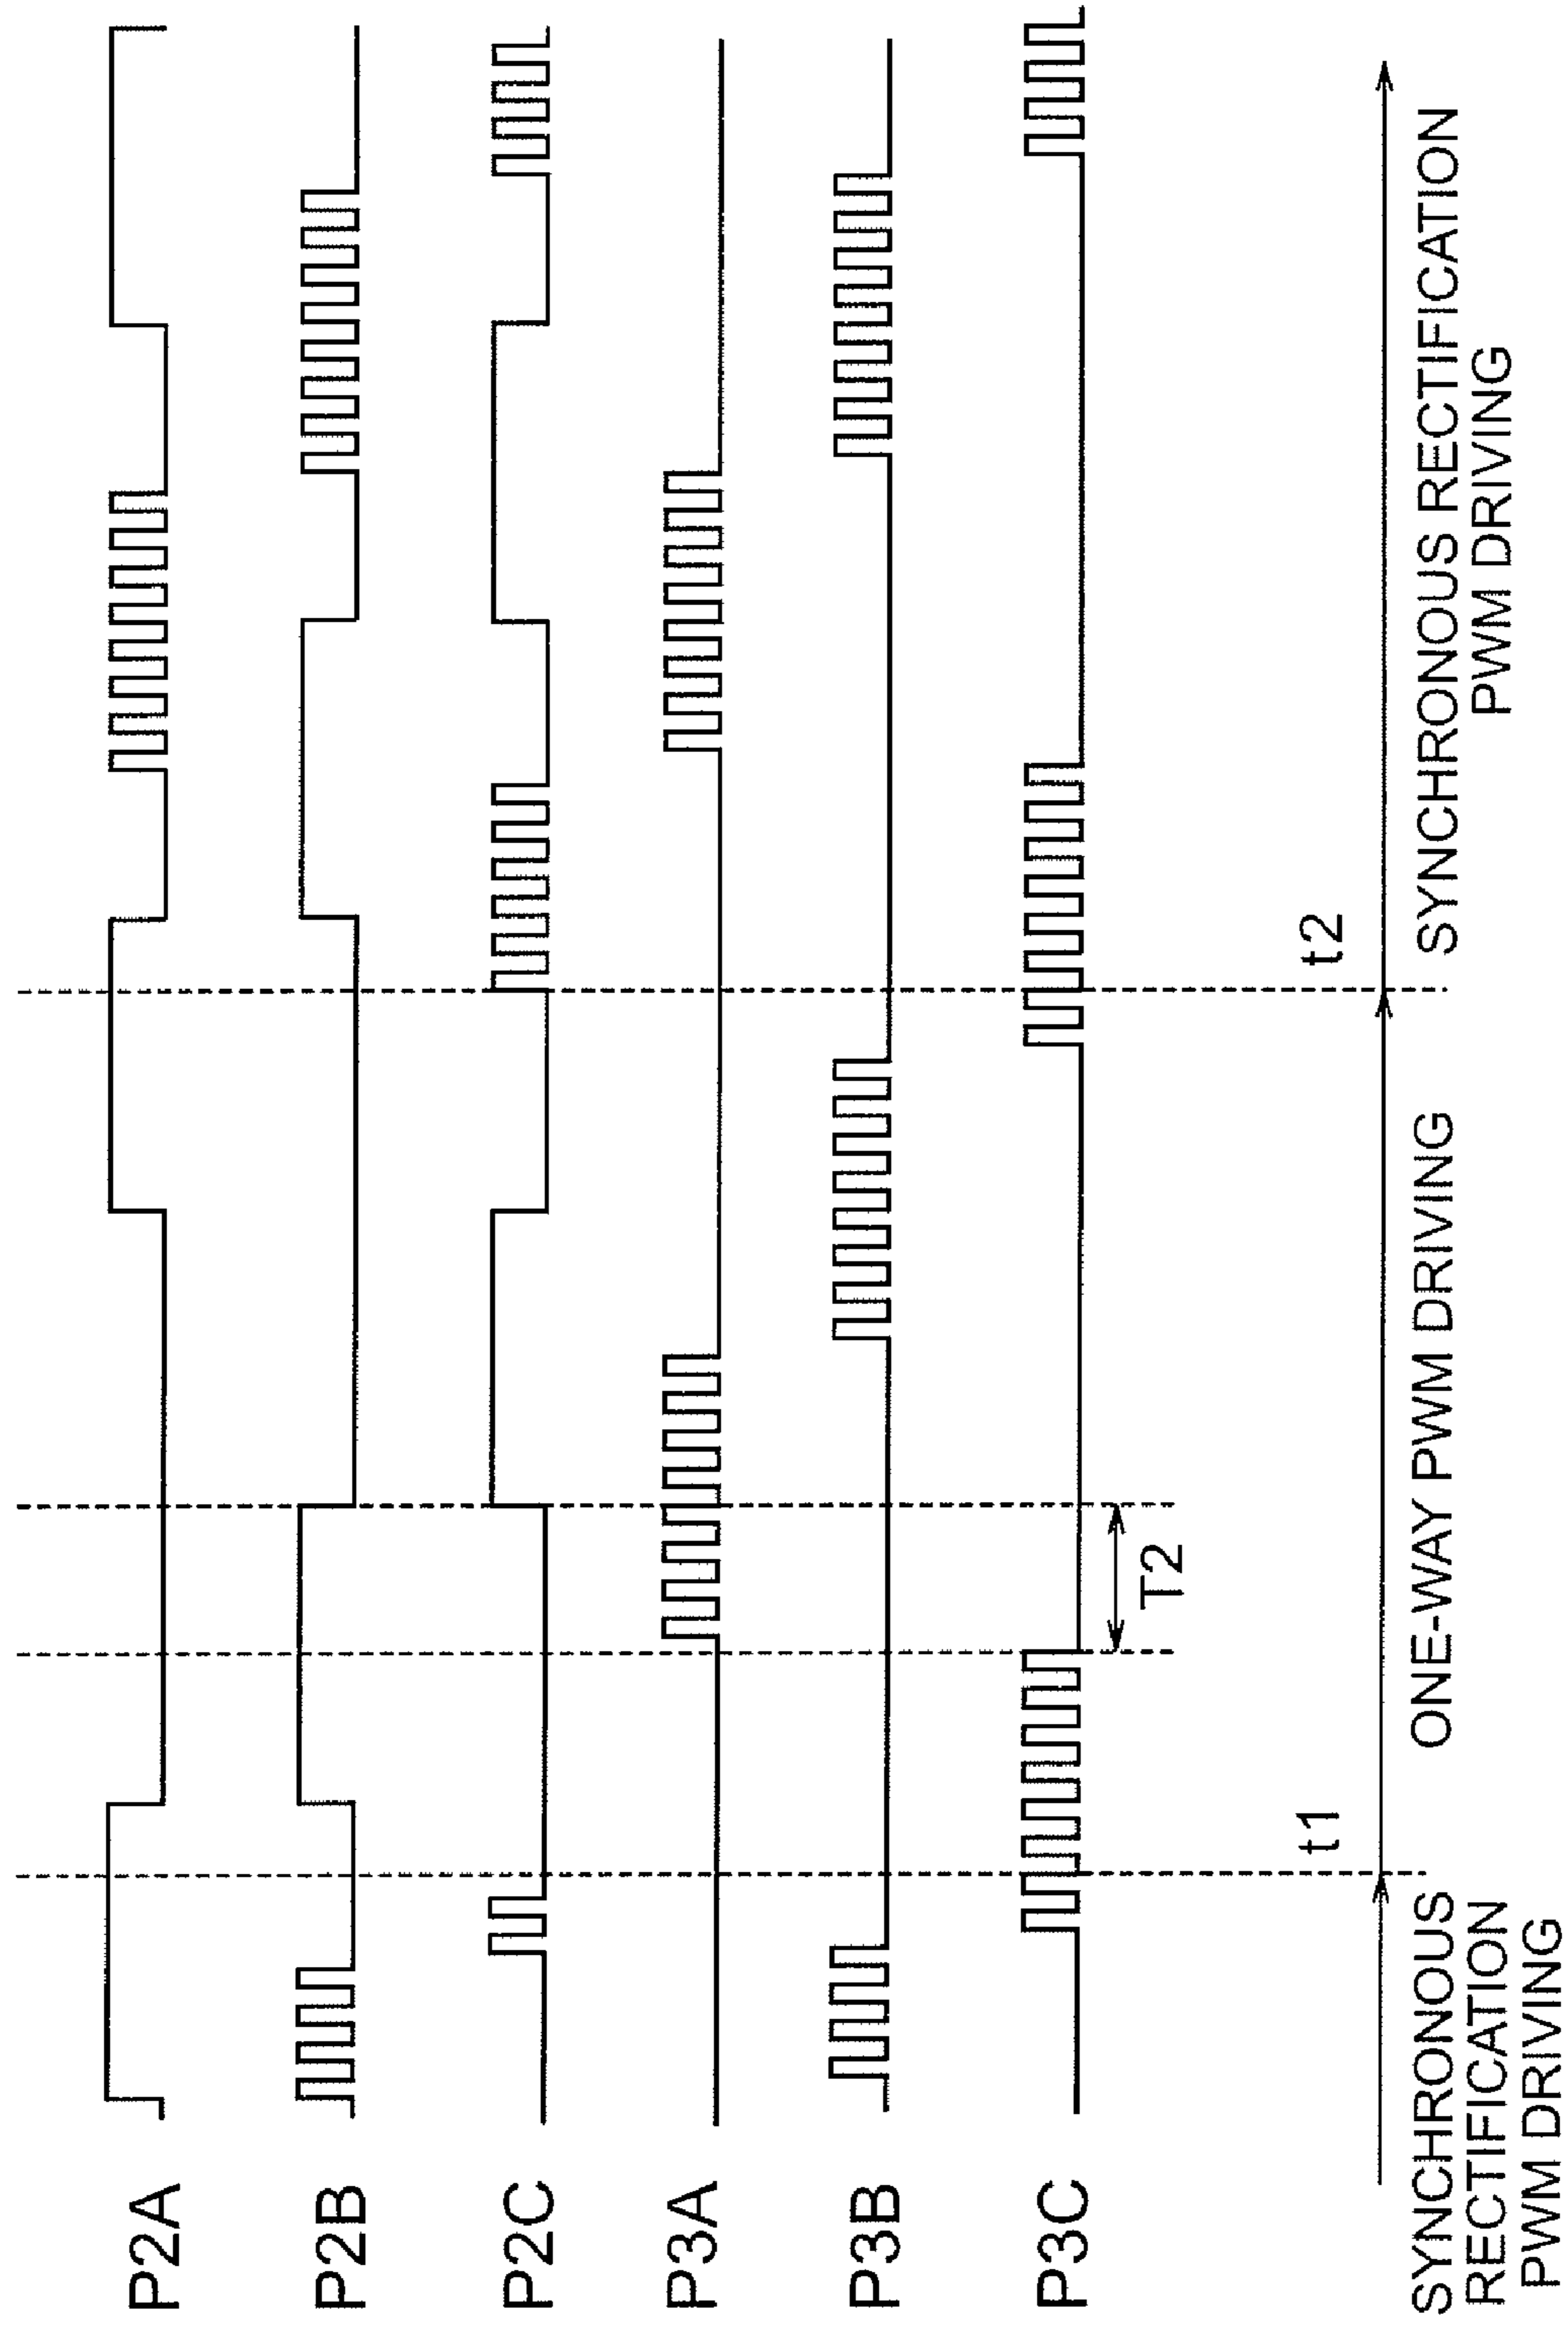 P2A
P2B
P2C
P3A
P3B
P3C
T2
t1
t2
SYNCHRONOUS
RECTIFICATION
PWM DRIVING
ONE-WAY PWM DRIVING
SYNCHRONOUS RECTIFICATION
PWM DRIVING